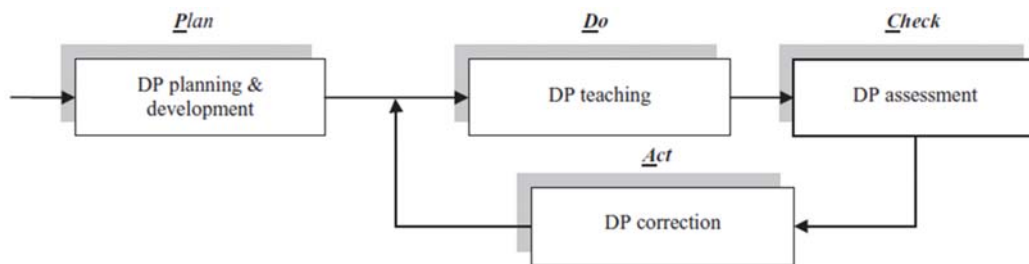 Plan
Do
Check
DP planning &
development
DP teaching
DP assessment
Act
DP correction